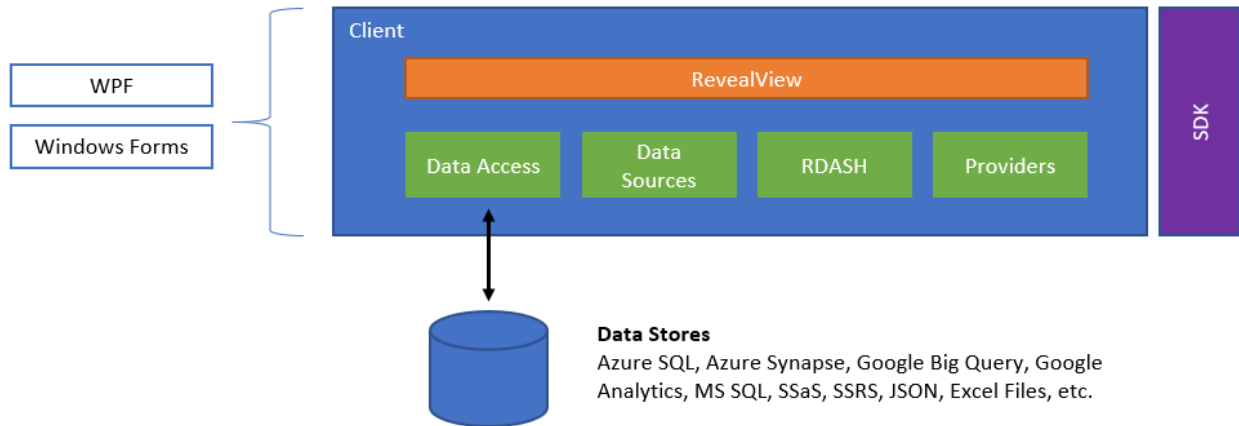 Client
RevealView
WPF
Windows Forms
Data Access
Data
Sources
RDASH
Providers
SDK
Data Stores
Azure SQL, Azure Synapse, Google Big Query, Google
Analytics, MS SQL, SSaS, SSRS, JSON, Excel Files, etc.